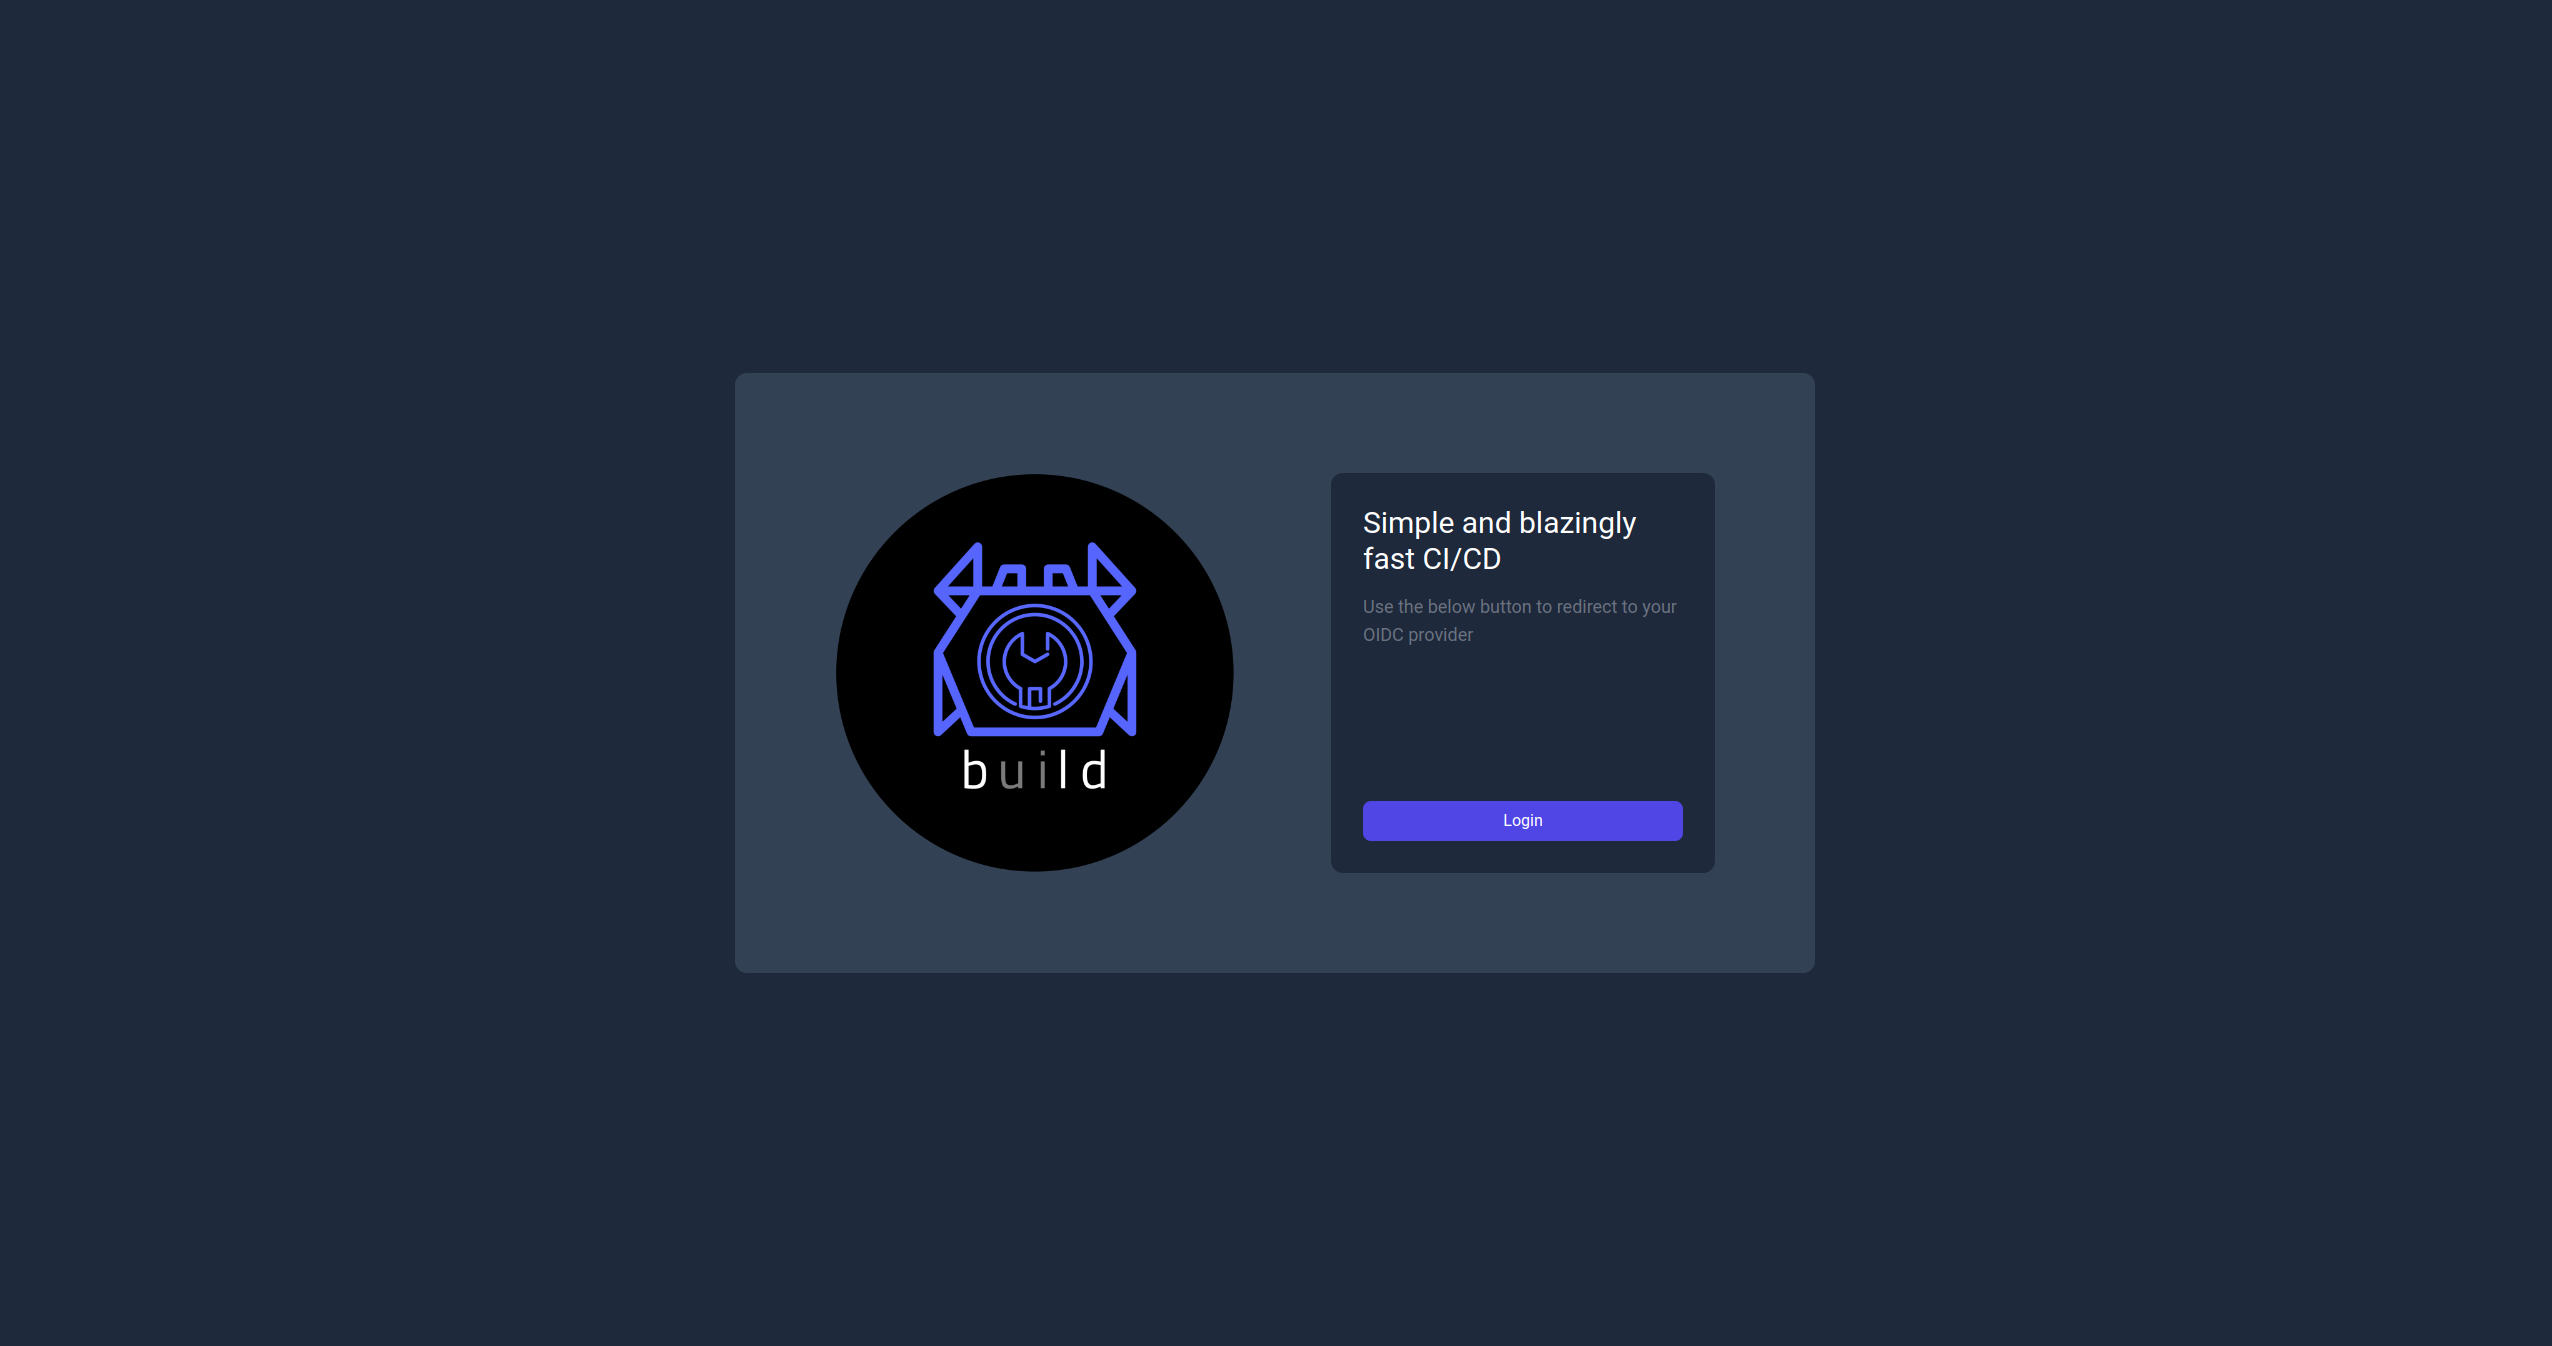 build
Simple and blazingly
fast CI/CD
Use the below button to redirect to your
OIDC provider
Login